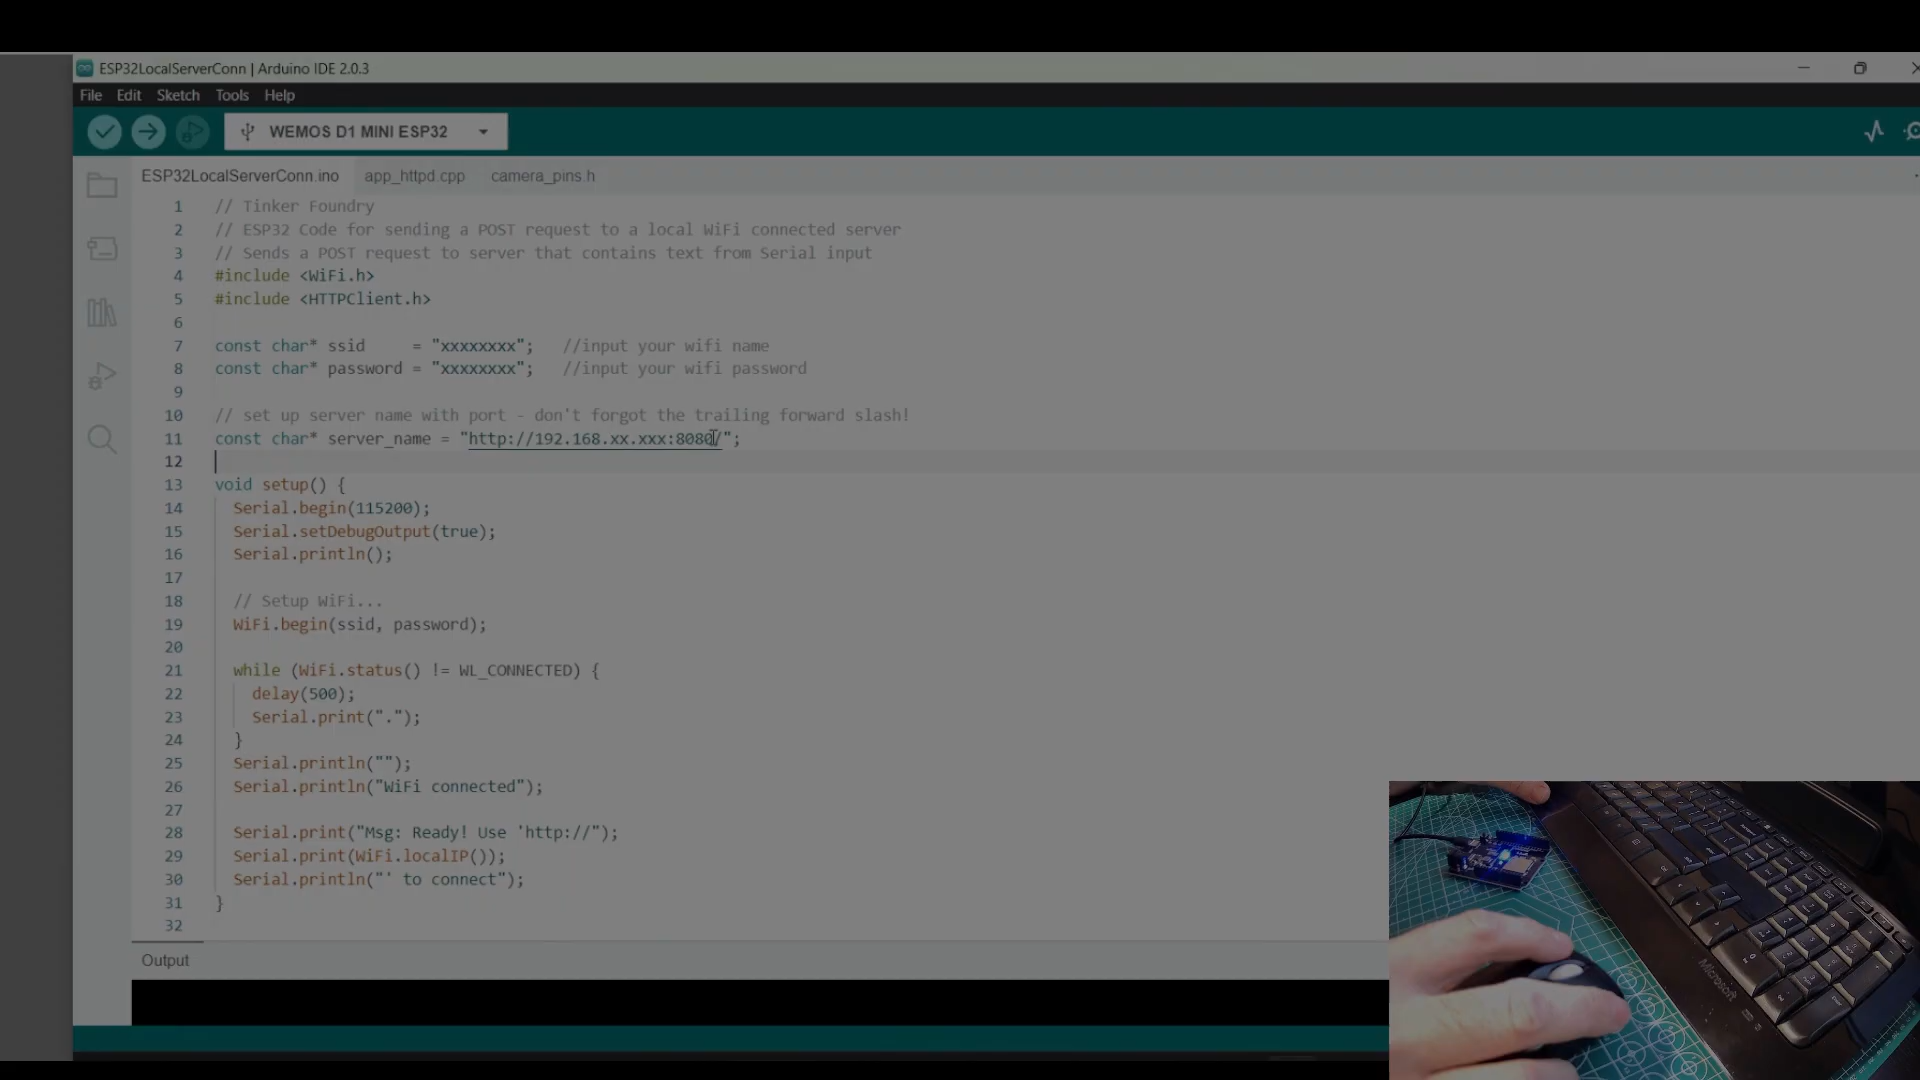 ESP32LocalServerConn | Arduino IDE 2.0.3
File Edit Sketch Tools Help
WEMOS D1 MINI ESP32
ESP32LocalServerConn.ino app_httpd.cpp camera_pins.h
1 // Tinker Foundry
2 // ESP32 Code for sending a POST request to a local WiFi connected server
3 // Sends a POST request to server that contains text from Serial input
4 #include <WiFi.h>
5 #include <HTTPClient.h>
6
7 const char* ssid     = "xxxxxxxx";   //input your wifi name
8 const char* password = "xxxxxxxx";   //input your wifi password
9
10 // set up server name with port - don't forgot the trailing forward slash!
11 const char* server_name = "http://192.168.xx.xxx:8080/";
12
13 void setup() {
14   Serial.begin(115200);
15   Serial.setDebugOutput(true);
16   Serial.println();
17
18   // Setup WiFi...
19   WiFi.begin(ssid, password);
20
21   while (WiFi.status() != WL_CONNECTED) {
22     delay(500);
23     Serial.print(".");
24   }
25   Serial.println("");
26   Serial.println("WiFi connected");
27
28   Serial.print("Msg: Ready! Use 'http://");
29   Serial.print(WiFi.localIP());
30   Serial.println("' to connect");
31 }
32
Output
Microsoft